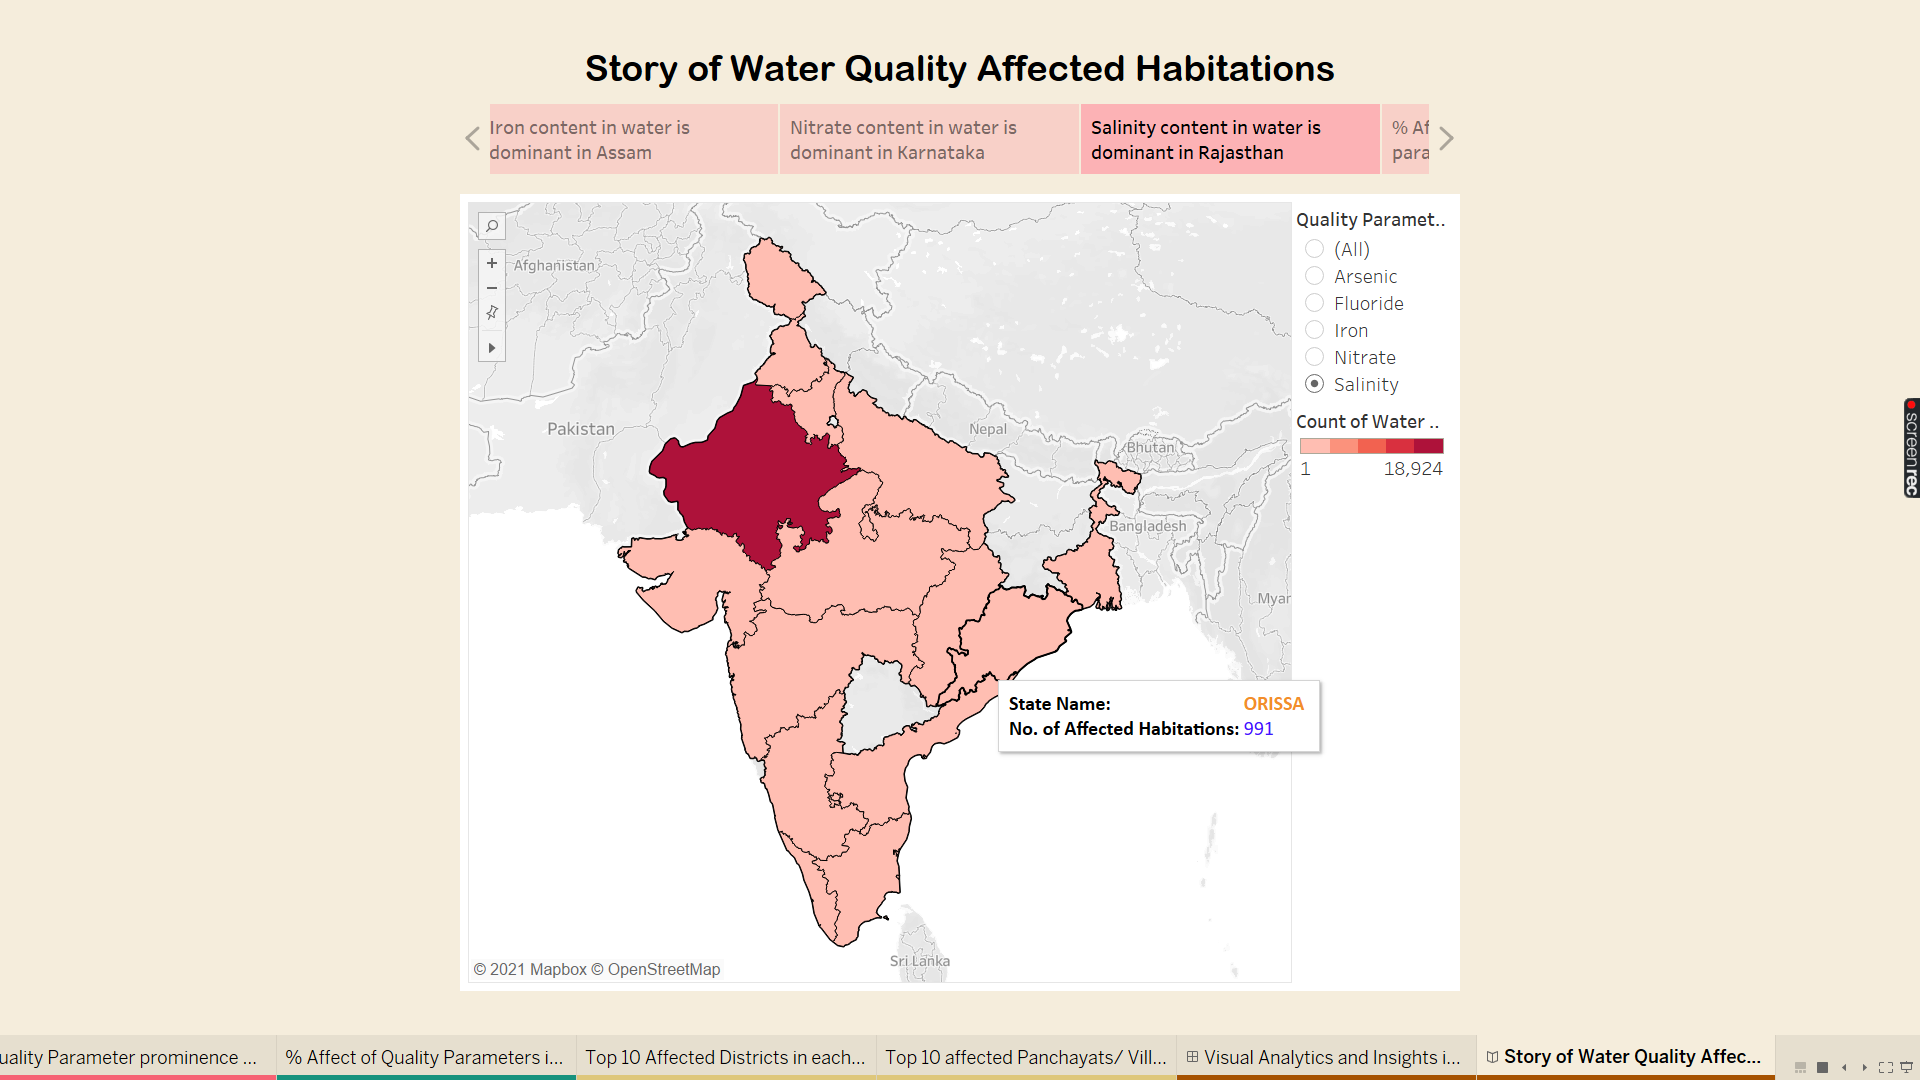 Story of Water Quality Affected Habitations
Iron content in water is
dominant in Assam
Nitrate content in water is
dominant in Karnataka
Salinity content in water is
dominant in Rajasthan
% Af
para
Quality Paramet..
(All)
Arsenic
Fluoride
Iron
Nitrate
Salinity
Count of Water ..
1 18,924
Afghanistan
Pakistan
Nepal
Bhutan
Bangladesh
Myar
Sri Lanka
State Name: ORISSA
No. of Affected Habitations: 991
© 2021 Mapbox © OpenStreetMap
screenrec
uality Parameter prominence ...
% Affect of Quality Parameters i...
Top 10 Affected Districts in each...
Top 10 affected Panchayats/ Vill...
Visual Analytics and Insights i...
Story of Water Quality Affec...